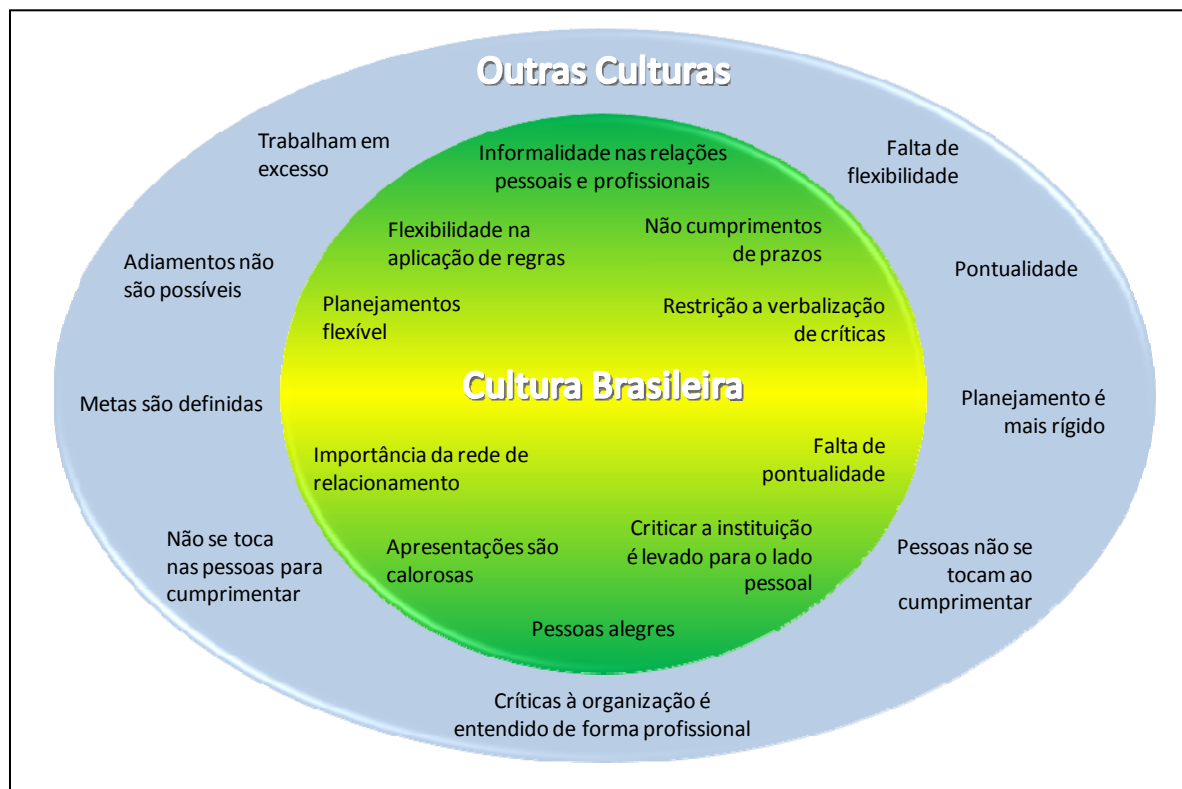 Outras Culturas
Trabalham em
excesso
Falta de
flexibilidade
Adiamentos não
são possíveis
Pontualidade
Metas são definidas
Planejamento é
mais rígido
Não se toca
nas pessoas para
cumprimentar
Pessoas não se
tocam ao
cumprimentar
Críticas à organização é
entendido de forma profissional
Informalidade nas relações
pessoais e profissionais
Flexibilidade na
aplicação de regras
Não cumprimentos
de prazos
Planejamentos
flexível
Restrição a verbalização
de críticas
Cultura Brasileira
Importância da rede de
relacionamento
Falta de
pontualidade
Apresentações são
calorosas
Criticar a instituição
é levado para o lado
pessoal
Pessoas alegres